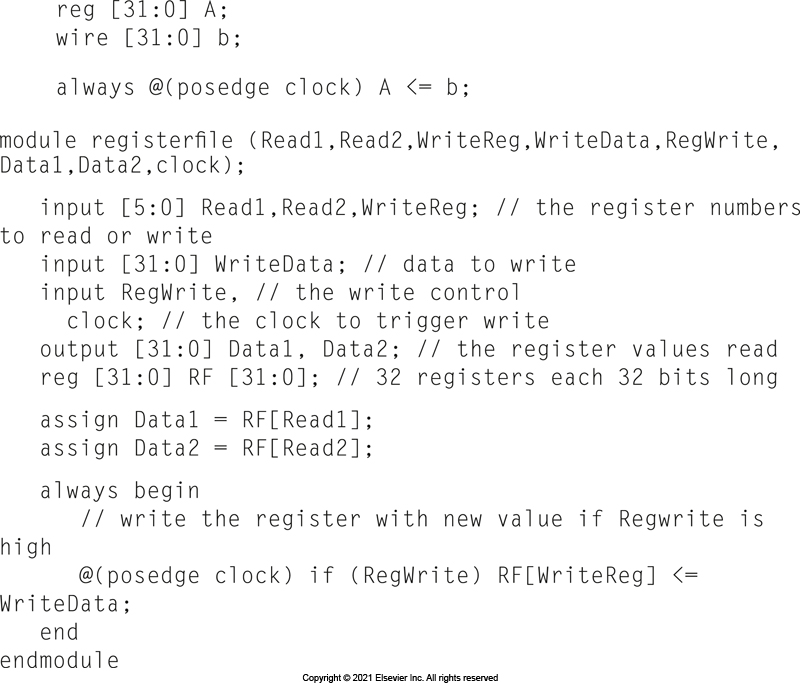 reg [31:0] A;
wire [31:0] b;
always @(posedge clock) A <= b;
module registerfile (Read1,Read2,WriteReg,WriteData,RegWrite,
Data1,Data2,clock);
input [5:0] Read1,Read2,WriteReg; // the register numbers
to read or write
input [31:0] WriteData; // data to write
input RegWrite, // the write control
clock; // the clock to trigger write
output [31:0] Data1, Data2; // the register values read
reg [31:0] RF [31:0]; // 32 registers each 32 bits long
assign Data1 = RF[Read1];
assign Data2 = RF[Read2];
always begin
// write the register with new value if Regwrite is
high
@(posedge clock) if (RegWrite) RF[WriteReg] <=
WriteData;
end
endmodule
Copyright © 2021 Elsevier Inc. All rights reserved